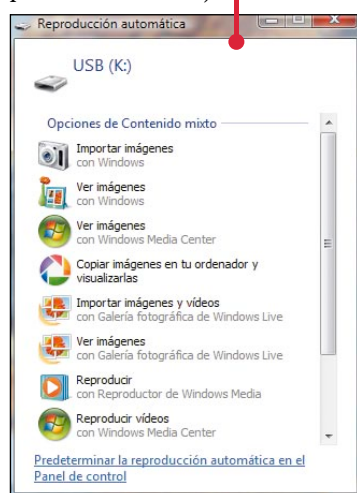 Reproducción automática
USB (K:)
Opciones de Contenido mixto
Importar imágenes
con Windows
Ver imágenes
con Windows
Ver imágenes
con Windows Media Center
Copiar imágenes en tu ordenador y
visualizarlas
Importar imágenes y vídeos
con Galería fotográfica de Windows Live
Ver imágenes
con Galería fotográfica de Windows Live
Reproducir
con Reproductor de Windows Media
Reproducir vídeos
con Windows Media Center
Predeterminar la reproducción automática en el
Panel de control